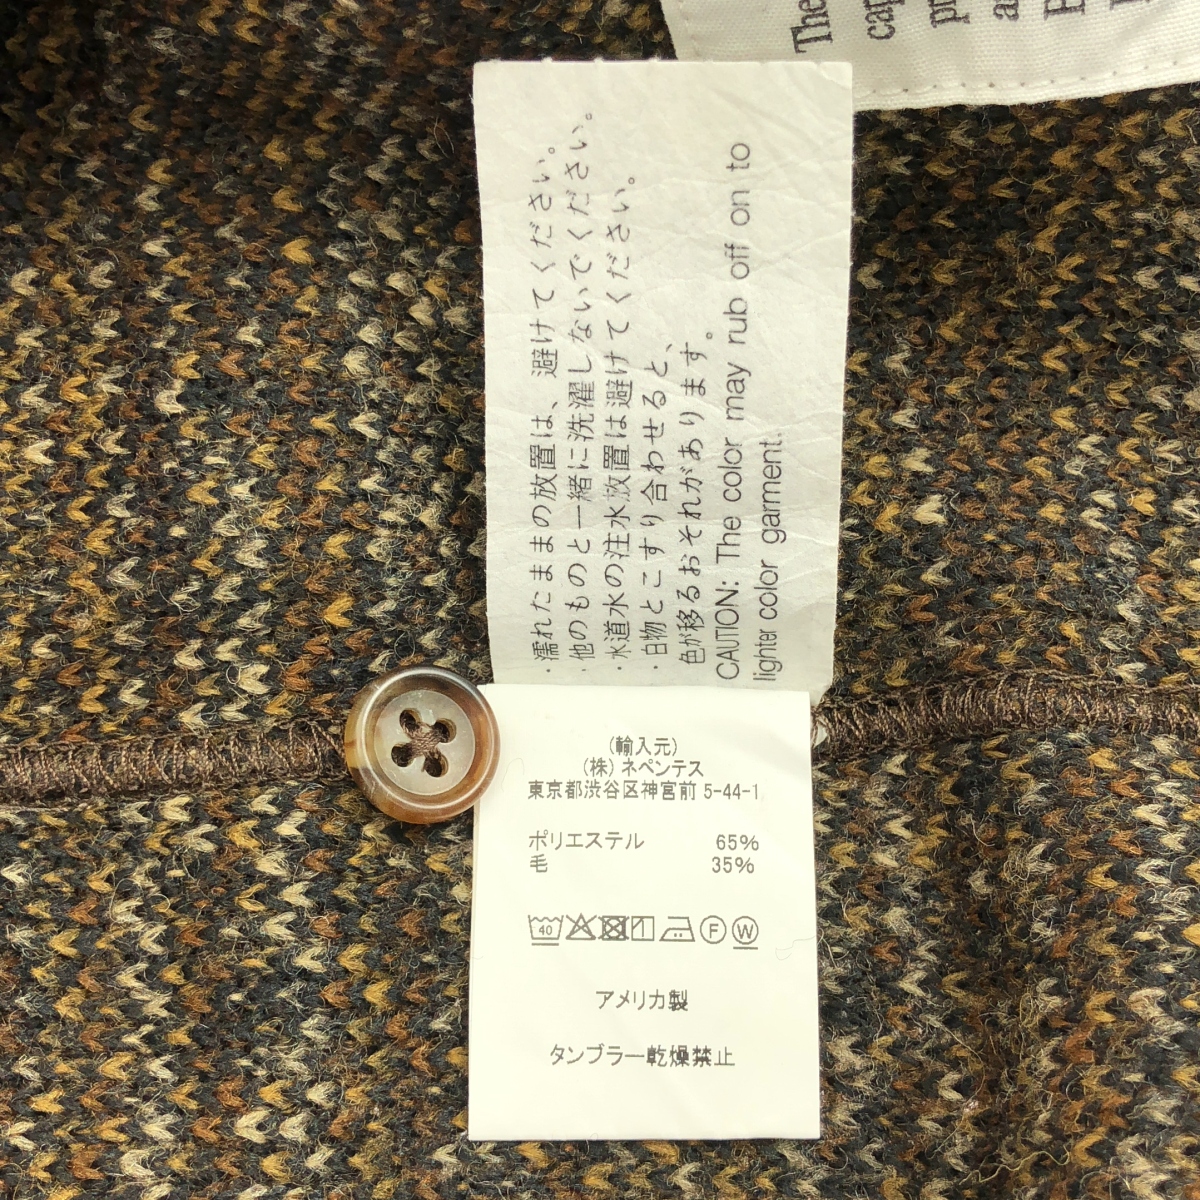 ・濡れたままの放置は、避けてください。
・他のものと一緒に洗濯しないでください。
・水道水の注水放置は避けてください。
・白物とこすり合わせると、
色が移るおそれがあります。
CAUTION: The color may rub off on to
lighter color garment.
(輸入元)
(株) ネペンテス
東京都渋谷区神宮前 5-44-1
ポリエステル 65%
毛 35%
40 F W
アメリカ製
タンブラー乾燥禁止
The